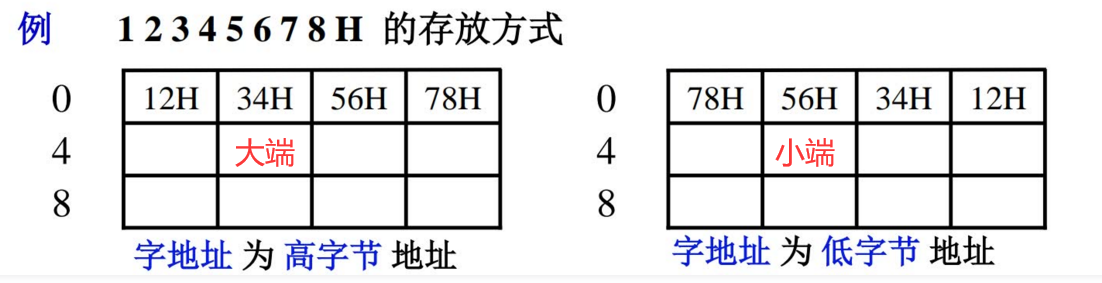 例 12345678H 的存放方式
0 12H 34H 56H 78H
4 大端
8
字地址 为 高字节 地址
0 78H 56H 34H 12H
4 小端
8
字地址 为 低字节 地址